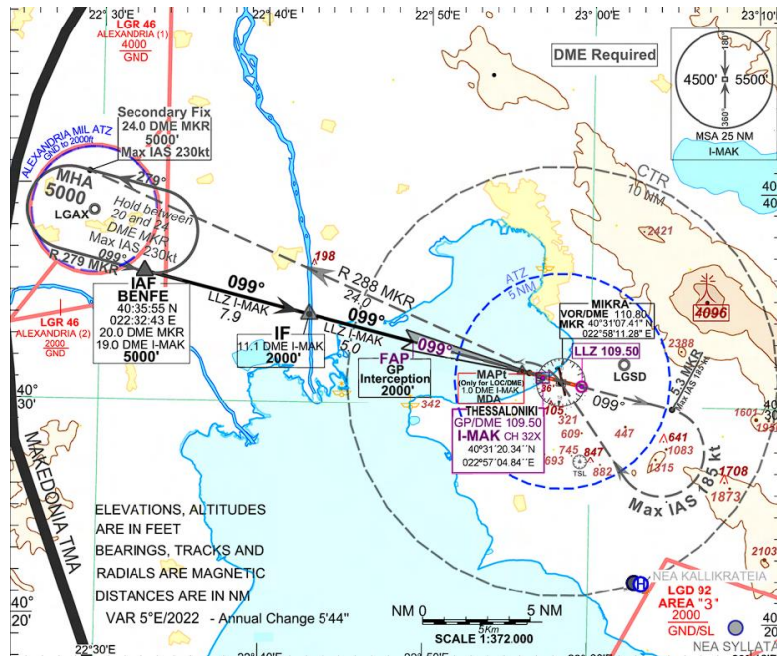 22°30'
22°40'
22°50'
23°00'
23°10'
LGR 46
ALEXANDRIA (1)
4000
GND
DME Required
180°
4500' 5500'
360°
MSA 25 NM
I-MAK
ALEXANDRIA MIL ATZ
GND to 2000ft
Secondary Fix
24.0 DME MKR
5000'
Max IAS 230kt
279°
MHA
5000
LGAX
Hold between
20 and 24
DME MKR
Max IAS 230kt
099°
R 279 MKR
CTR
10 NM
40°
40'
2421
198
R 288 MKR
24.0
ATZ
5 NM
4096
IAF
BENFE
40:35:55 N
022:32:43 E
20.0 DME MKR
19.0 DME I-MAK
5000'
099°
LLZ I-MAK
7.9
099°
LLZ I-MAK
5.0
099°
IF
11.1 DME I-MAK
2000'
FAP
GP
Interception
2000'
MIKRA
VOR/DME 110.80
MKR 40°31'07.41" N
022°58'11.28" E
LLZ 109.50
LGSD
2388
LGR 46
ALEXANDRIA (2)
2000
GND
MAPt
(Only for LOC/DME)
1.0 DME I-MAK
MDA
36
099°
5.3 MKR
Max IAS 185kt
40°
30'
40°
30'
342
THESSALONIKI
GP/DME 109.50
I-MAK CH 32X
40°31'20.34''N
022°57'04.84''E
105
321
609
447
641
1083
1601
745
693
847
882
1315
TSL
1708
1873
Max IAS 185 kt
2103
MAKEDONIA TMA
ELEVATIONS, ALTITUDES
ARE IN FEET
BEARINGS, TRACKS AND
RADIALS ARE MAGNETIC
DISTANCES ARE IN NM
VAR 5°E/2022 - Annual Change 5'44"
NEA KALLIKRATEIA
LGD 92
AREA "3"
2000
GND/SL
NEA SYLLATA
40°
20'
40
20
NM 0 5 NM
5Km
SCALE 1:372.000
22°30'